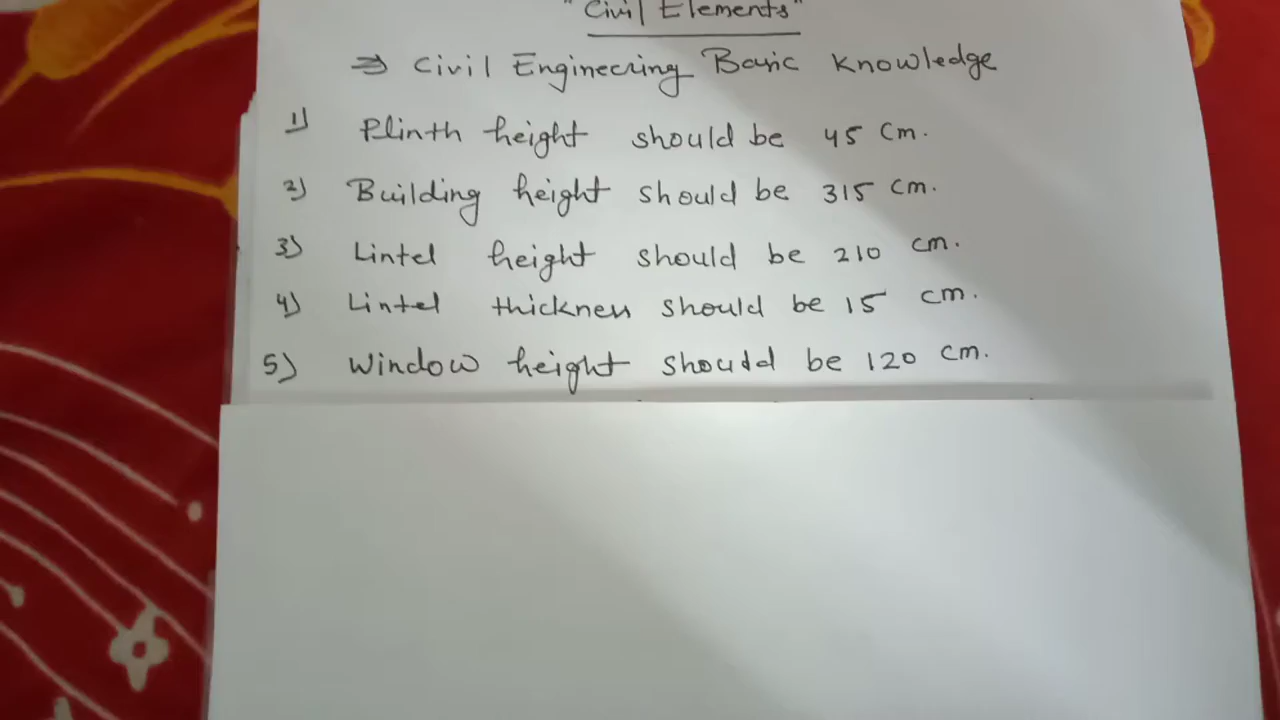 "Civil Elements"
⇒ Civil Engineering Basic Knowledge
1) Plinth height should be 45 cm.
2) Building height should be 315 cm.
3) Lintel height should be 210 cm.
4) Lintel thickness should be 15 cm.
5) Window height should be 120 cm.